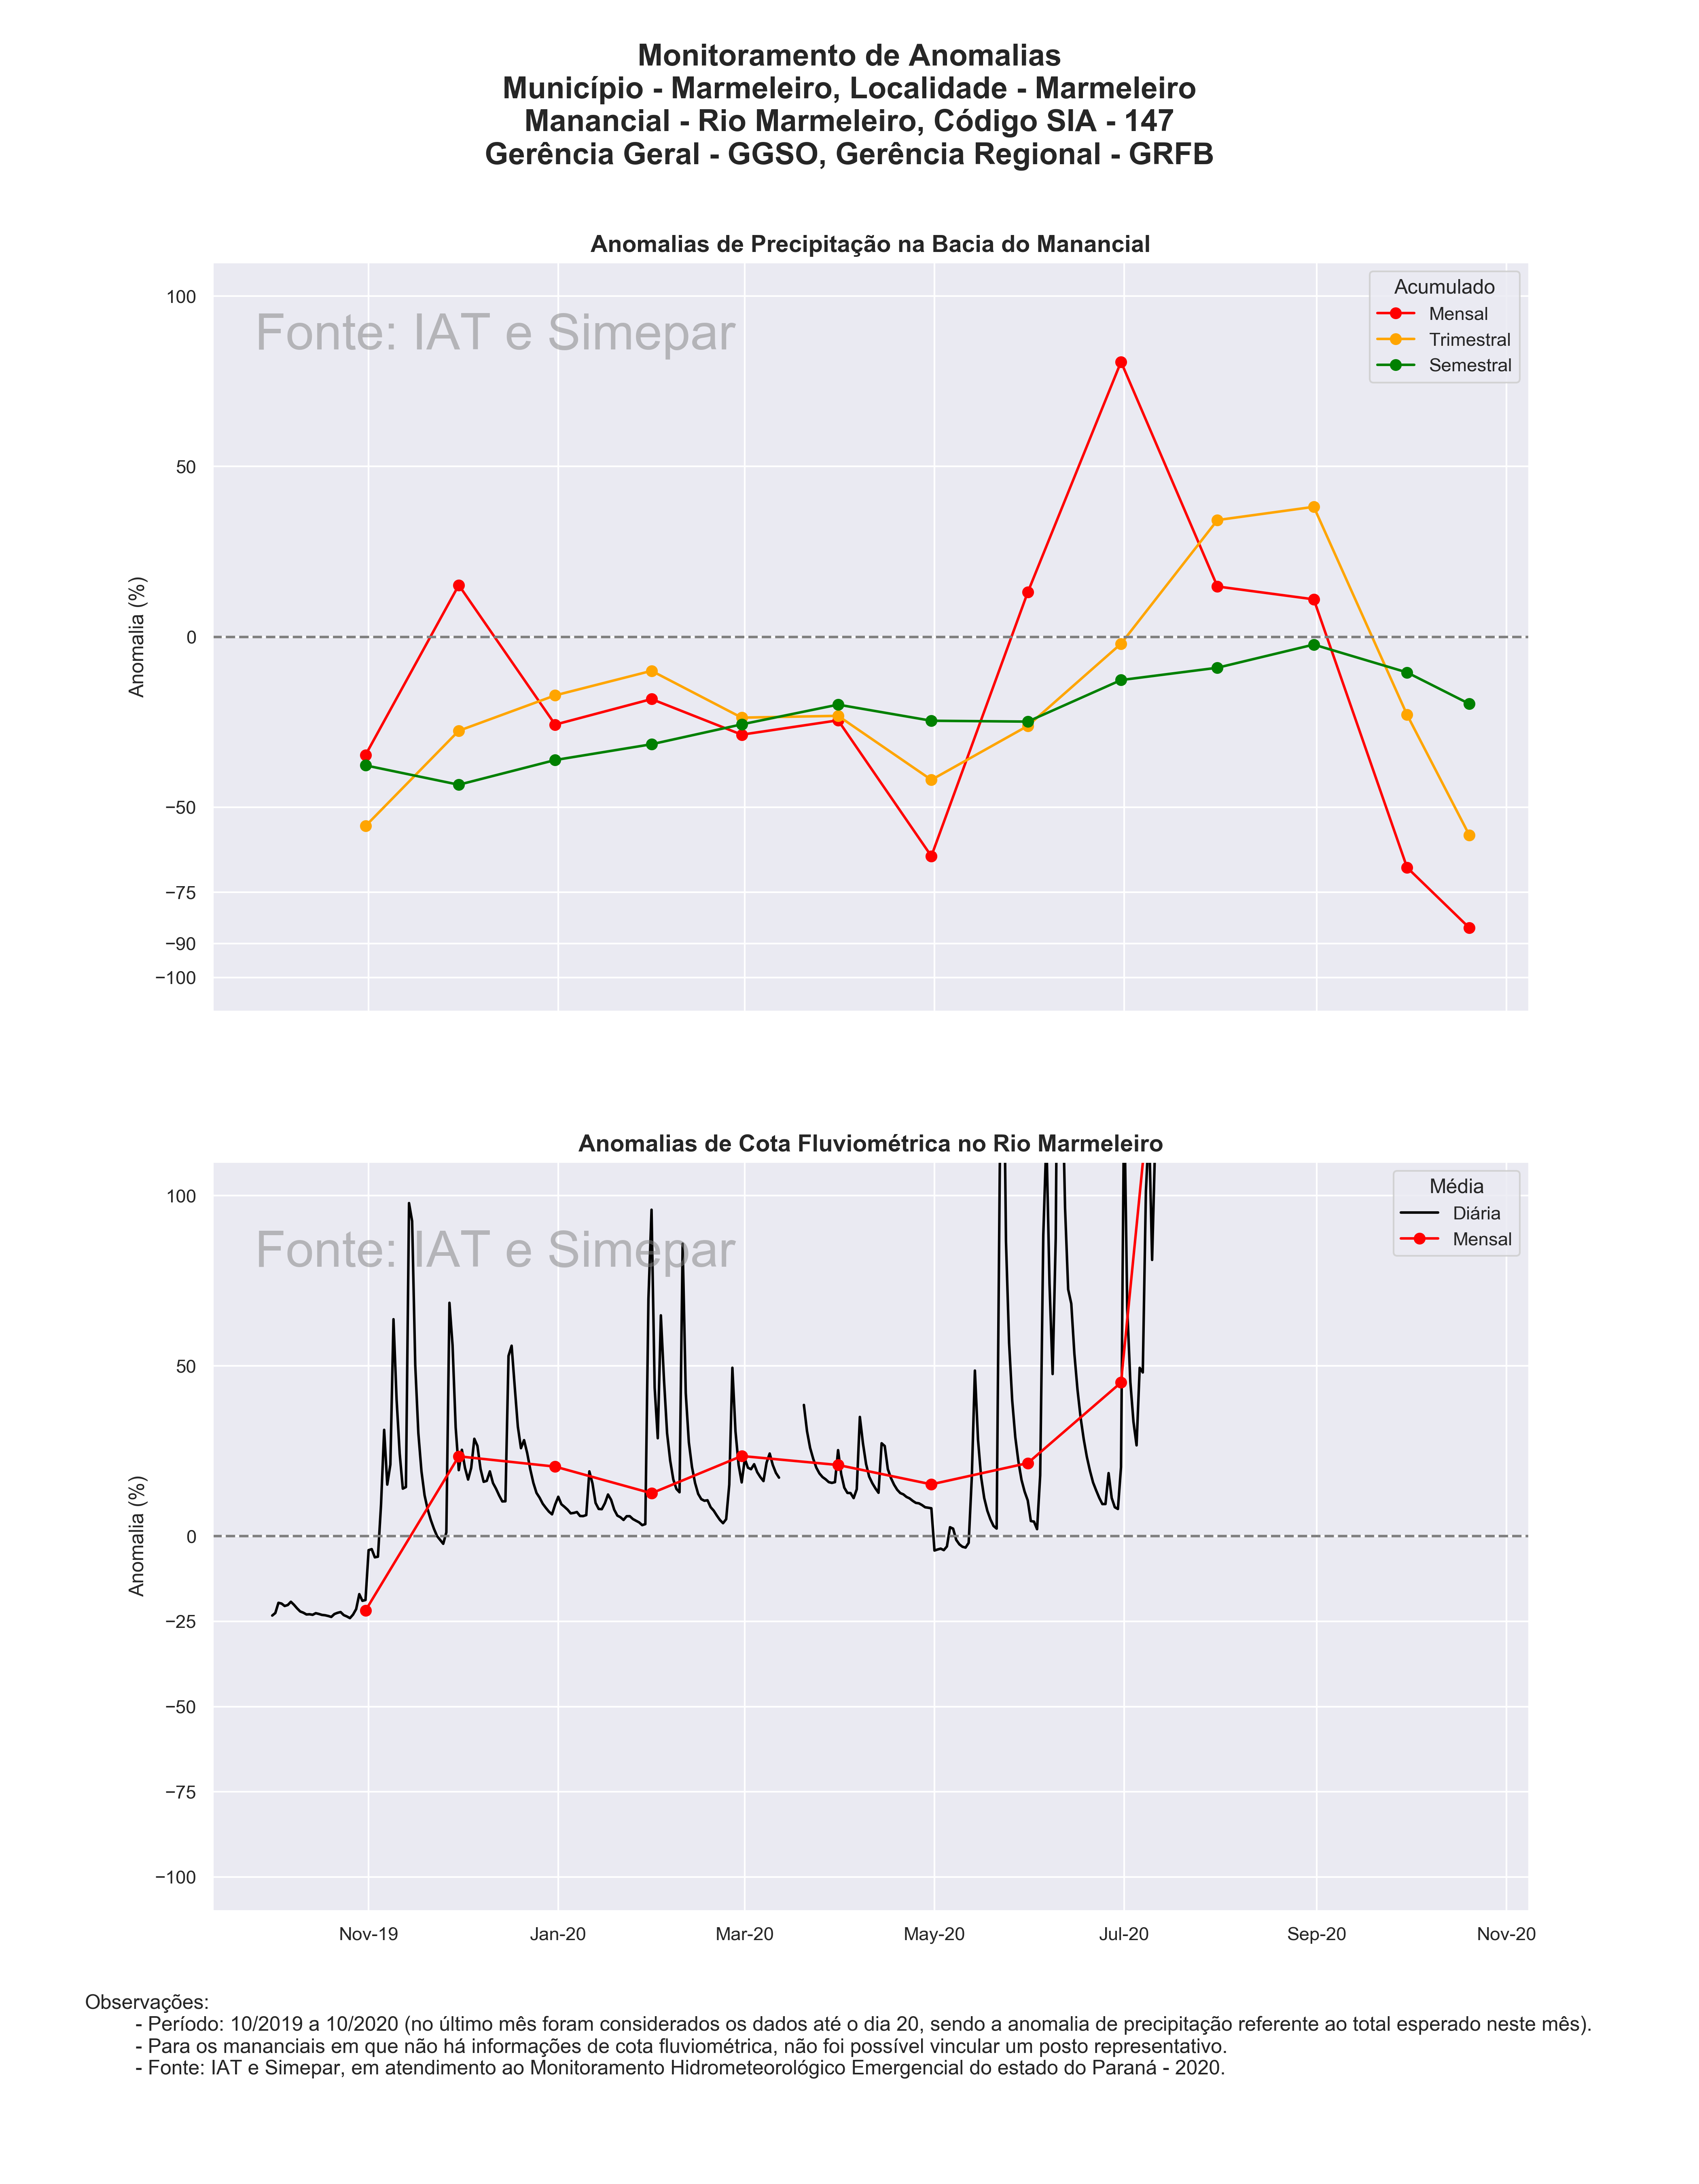 Monitoramento de Anomalias
Município - Marmeleiro, Localidade - Marmeleiro
Manancial - Rio Marmeleiro, Código SIA - 147
Gerência Geral - GGSO, Gerência Regional - GRFB
Anomalias de Precipitação na Bacia do Manancial
Fonte: IAT e Simepar
Acumulado
Mensal
Trimestral
Semestral
Anomalia (%)
100
50
0
−50
−75
−90
−100
Anomalias de Cota Fluviométrica no Rio Marmeleiro
Fonte: IAT e Simepar
Média
Diária
Mensal
Anomalia (%)
100
50
0
−25
−50
−75
−100
Nov-19 Jan-20 Mar-20 May-20 Jul-20 Sep-20 Nov-20
Observações:
- Período: 10/2019 a 10/2020 (no último mês foram considerados os dados até o dia 20, sendo a anomalia de precipitação referente ao total esperado neste mês).
- Para os mananciais em que não há informações de cota fluviométrica, não foi possível vincular um posto representativo.
- Fonte: IAT e Simepar, em atendimento ao Monitoramento Hidrometeorológico Emergencial do estado do Paraná - 2020.